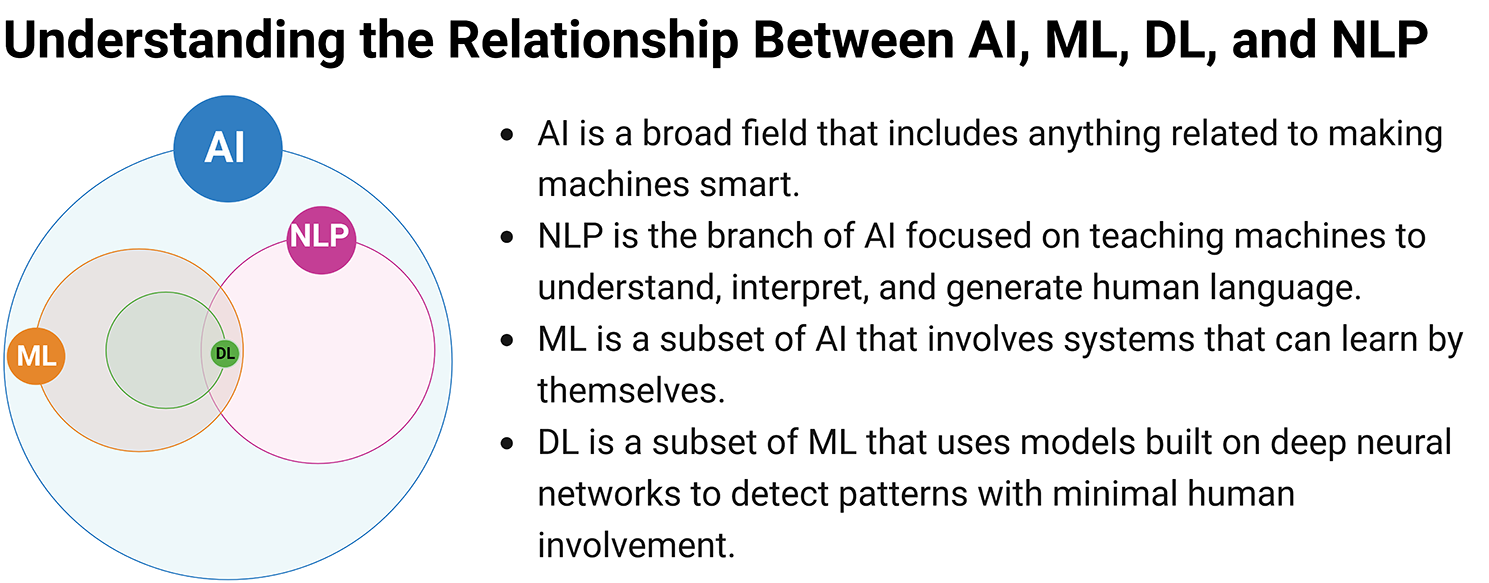 Understanding the Relationship Between AI, ML, DL, and NLP
AI
NLP
ML
DL
• AI is a broad field that includes anything related to making
machines smart.
• NLP is the branch of AI focused on teaching machines to
understand, interpret, and generate human language.
• ML is a subset of AI that involves systems that can learn by
themselves.
• DL is a subset of ML that uses models built on deep neural
networks to detect patterns with minimal human
involvement.